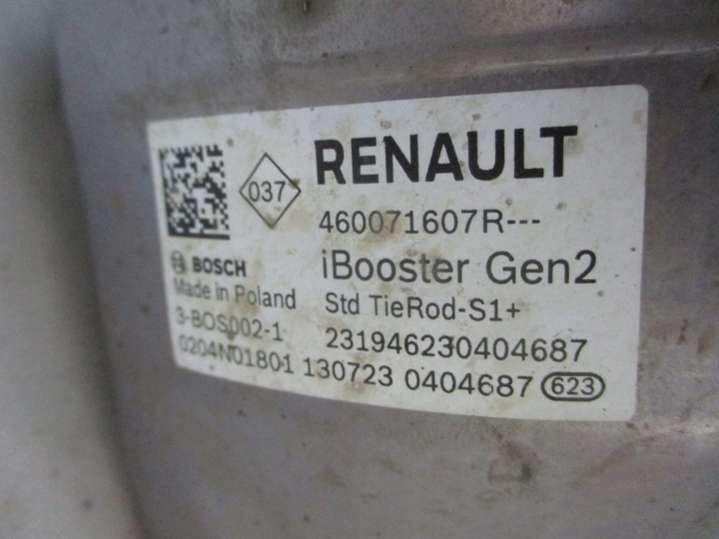 RENAULT
037
460071607R---
BOSCH
iBooster Gen2
Made in Poland
Std TieRod-S1+
3-BOS002-1
231946230404687
0204N01801 130723 0404687 623